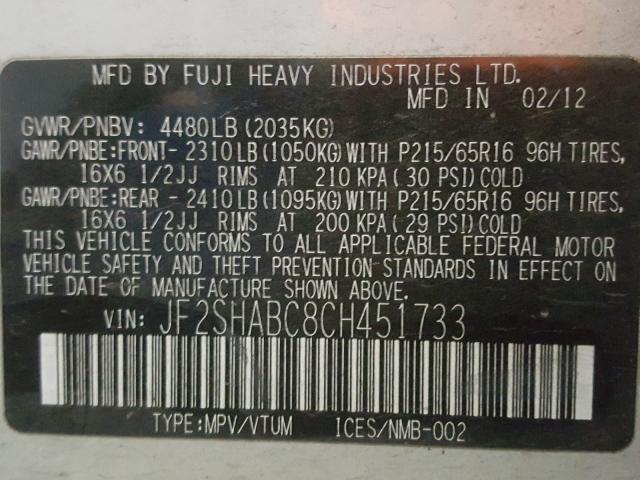 MFD BY FUJI HEAVY INDUSTRIES LTD.
MFD IN 02/12
GVWR/PNBV: 4480LB (2035KG)
GAWR/PNBE:FRONT- 2310LB(1050KG)WITH P215/65R16 96H TIRES,
16X6 1/2JJ RIMS AT 210 KPA( 30 PSI)COLD
GAWR/PNBE:REAR - 2410LB(1095KG)WITH P215/65R16 96H TIRES,
16X6 1/2JJ RIMS AT 200 KPA( 29 PSI)COLD
THIS VEHICLE CONFORMS TO ALL APPLICABLE FEDERAL MOTOR
VEHICLE SAFETY AND THEFT PREVENTION STANDARDS IN EFFECT ON
THE DATE OF MANUFACTURE SHOWN ABOVE.
VIN: JF2SHABC8CH451733
TYPE:MPV/VTUM ICES/NMB-002